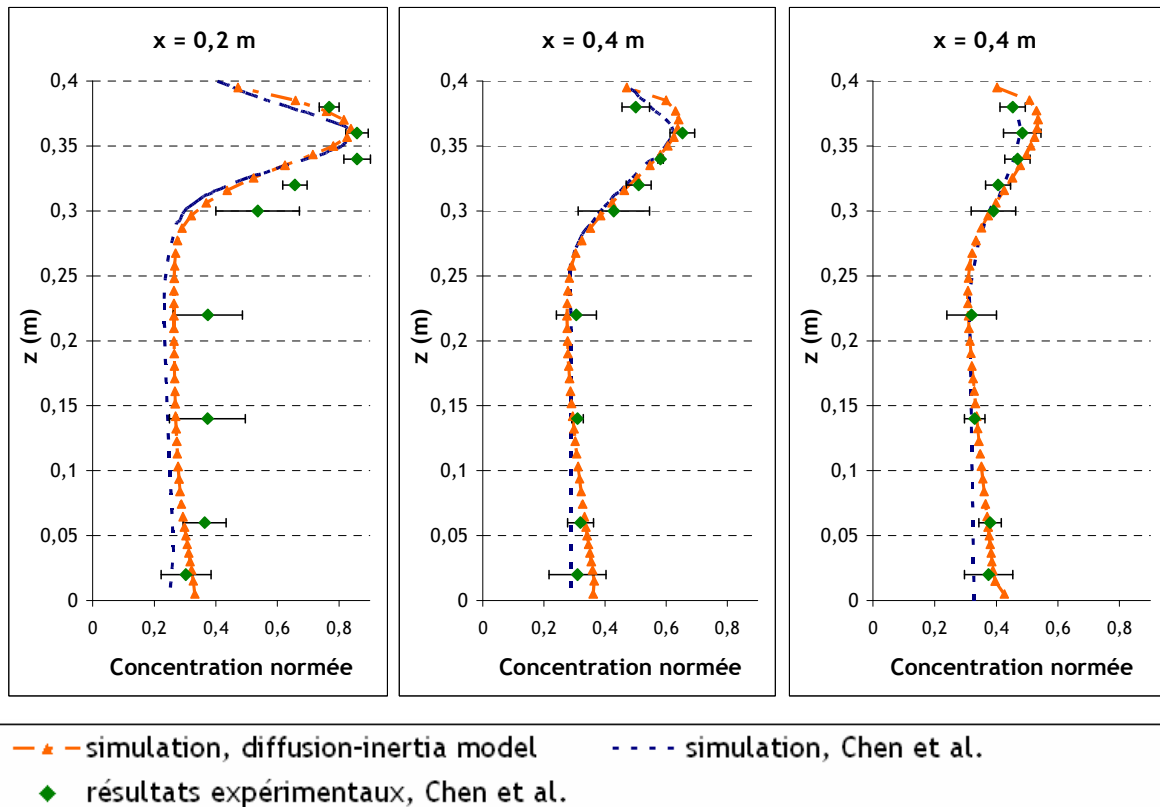 x = 0,2 m
0,4
0,35
0,3
0,25
0,2
0,15
0,1
0,05
0
z (m)
0 0,2 0,4 0,6 0,8
Concentration normée
x = 0,4 m
0,4
0,35
0,3
0,25
0,2
0,15
0,1
0,05
0
z (m)
0 0,2 0,4 0,6 0,8
Concentration normée
x = 0,4 m
0,4
0,35
0,3
0,25
0,2
0,15
0,1
0,05
0
z (m)
0 0,2 0,4 0,6 0,8
Concentration normée
simulation, diffusion-inertia model
simulation, Chen et al.
résultats expérimentaux, Chen et al.